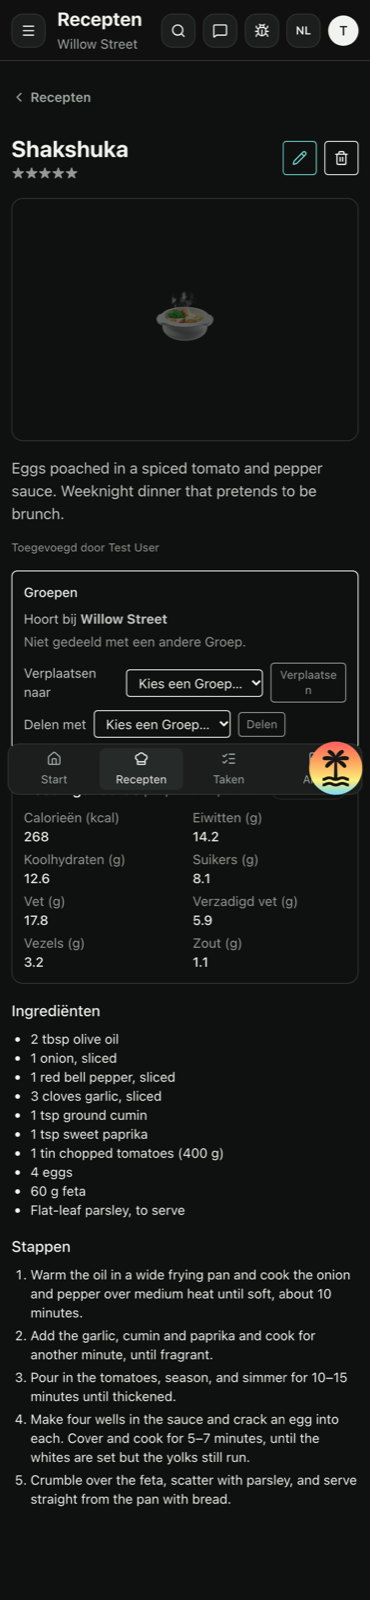 Recepten
Willow Street
NL
T
Recepten
Shakshuka
Eggs poached in a spiced tomato and pepper
sauce. Weeknight dinner that pretends to be
brunch.
Toegevoegd door Test User
Groepen
Hoort bij Willow Street
Niet gedeeld met een andere Groep.
Verplaatsen
naar
Kies een Groep...
Verplaatse
n
Delen met
Kies een Groep...
Delen
Start
Recepten
Taken
Calorieën (kcal)
Eiwitten (g)
268
14.2
Koolhydraten (g)
Suikers (g)
12.6
8.1
Vet (g)
Verzadigd vet (g)
17.8
5.9
Vezels (g)
Zout (g)
3.2
1.1
Ingrediënten
2 tbsp olive oil
1 onion, sliced
1 red bell pepper, sliced
3 cloves garlic, sliced
1 tsp ground cumin
1 tsp sweet paprika
1 tin chopped tomatoes (400 g)
4 eggs
60 g feta
Flat-leaf parsley, to serve
Stappen
1. Warm the oil in a wide frying pan and cook the onion
and pepper over medium heat until soft, about 10
minutes.
2. Add the garlic, cumin and paprika and cook for
another minute, until fragrant.
3. Pour in the tomatoes, season, and simmer for 10–15
minutes until thickened.
4. Make four wells in the sauce and crack an egg into
each. Cover and cook for 5–7 minutes, until the
whites are set but the yolks still run.
5. Crumble over the feta, scatter with parsley, and serve
straight from the pan with bread.